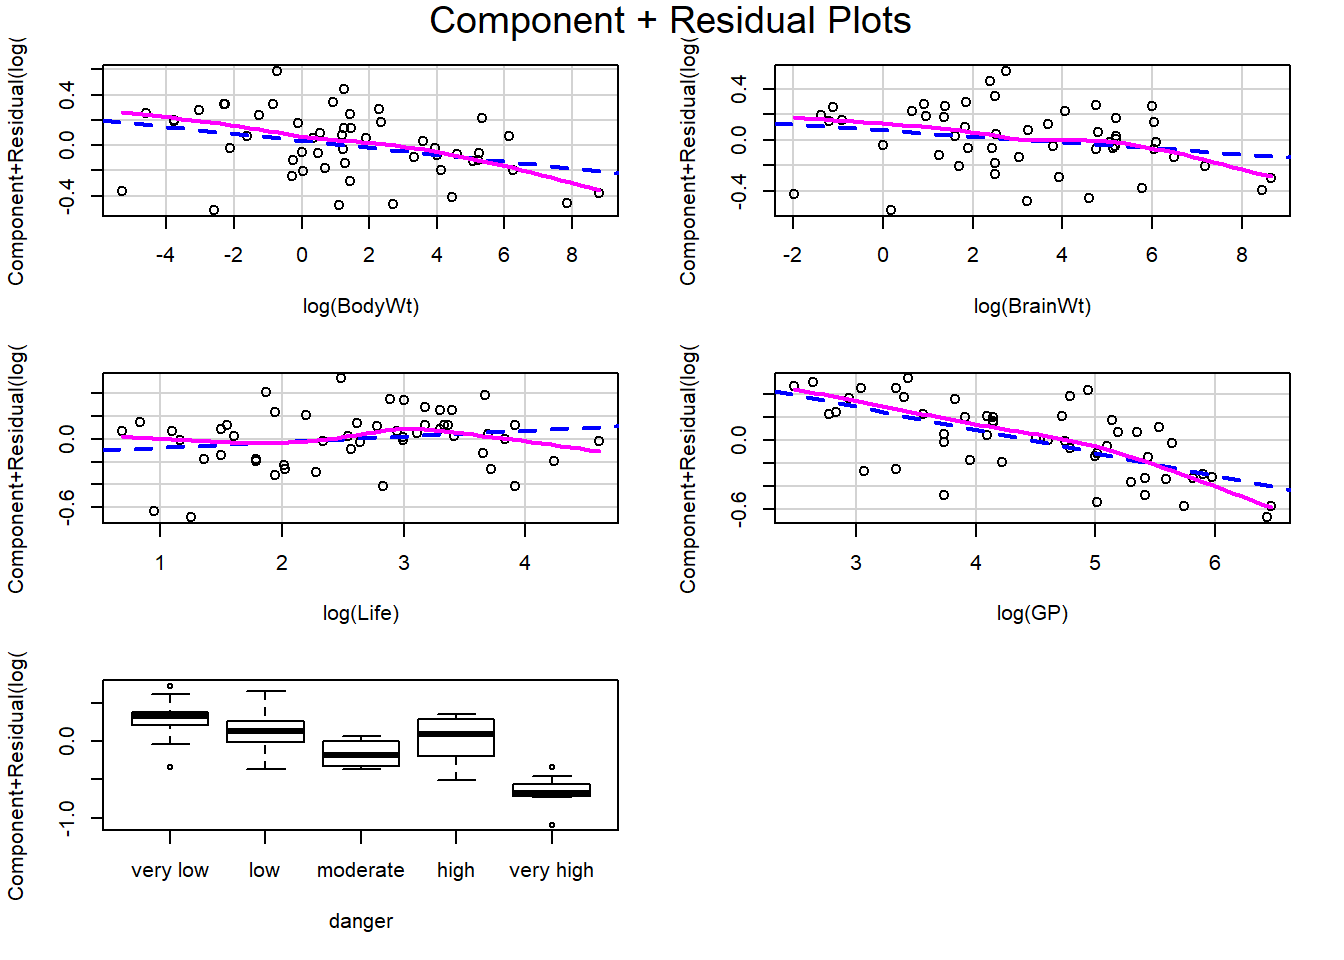 Component + Residual Plots
Component+Residual(log(
0.4
0.0
-0.4
-4 -2 0 2 4 6 8
log(BodyWt)
Component+Residual(log(
0.4
0.0
-0.4
-2 0 2 4 6 8
log(BrainWt)
Component+Residual(log(
0.0
-0.6
1 2 3 4
log(Life)
Component+Residual(log(
0.0
-0.6
3 4 5 6
log(GP)
Component+Residual(log(
0.0
-1.0
very low low moderate high very high
danger